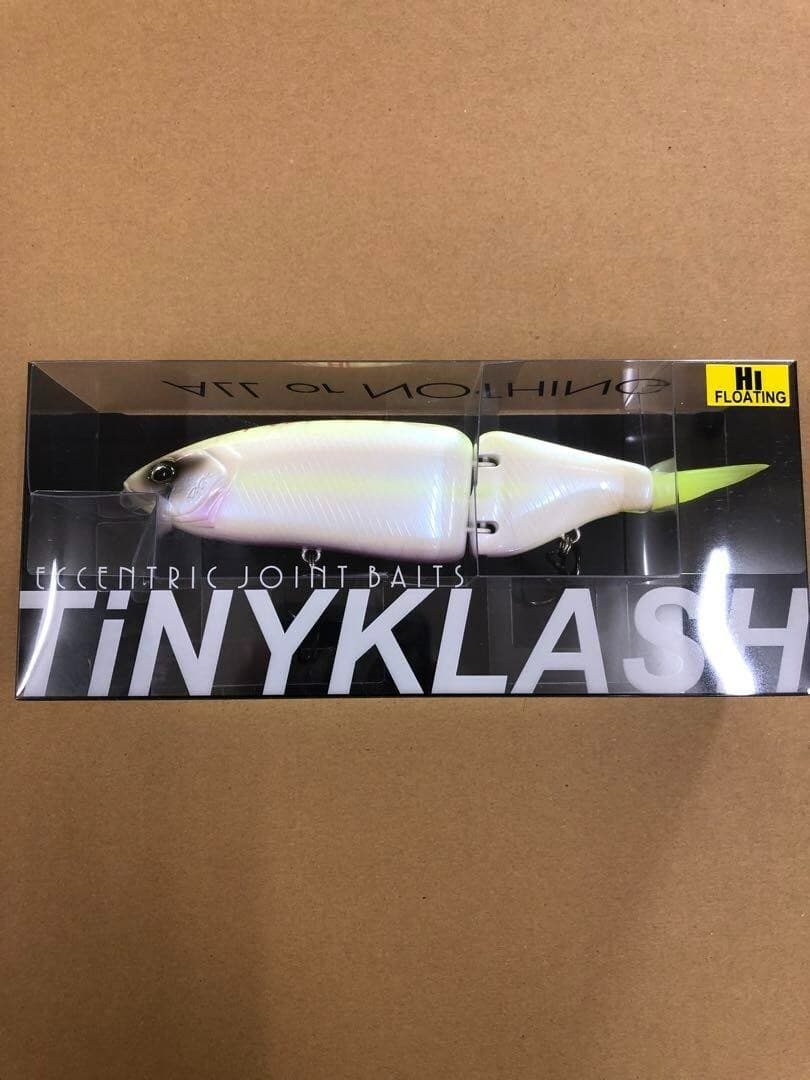 ALL or NOTHING
Hi
FLOATING
ECCENTRIC JOINT BAITS
TiNYKLASH